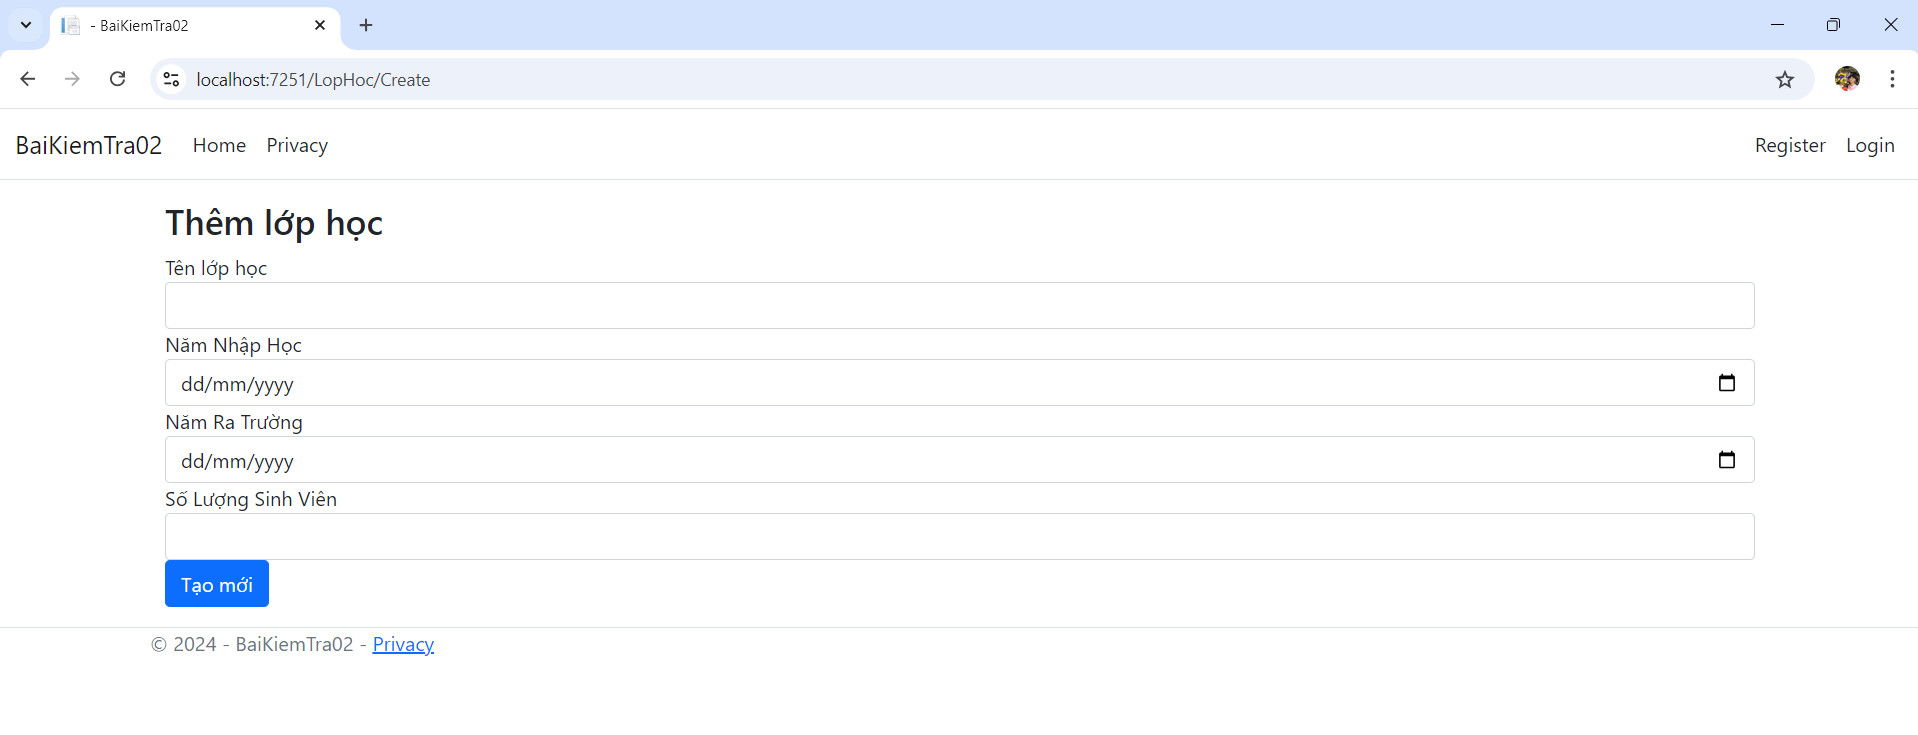 - BaiKiemTra02
localhost:7251/LopHoc/Create
BaiKiemTra02 Home Privacy Register Login
Thêm lớp học
Tên lớp học
Năm Nhập Học
dd/mm/yyyy
Năm Ra Trường
dd/mm/yyyy
Số Lượng Sinh Viên
Tạo mới
© 2024 - BaiKiemTra02 - Privacy